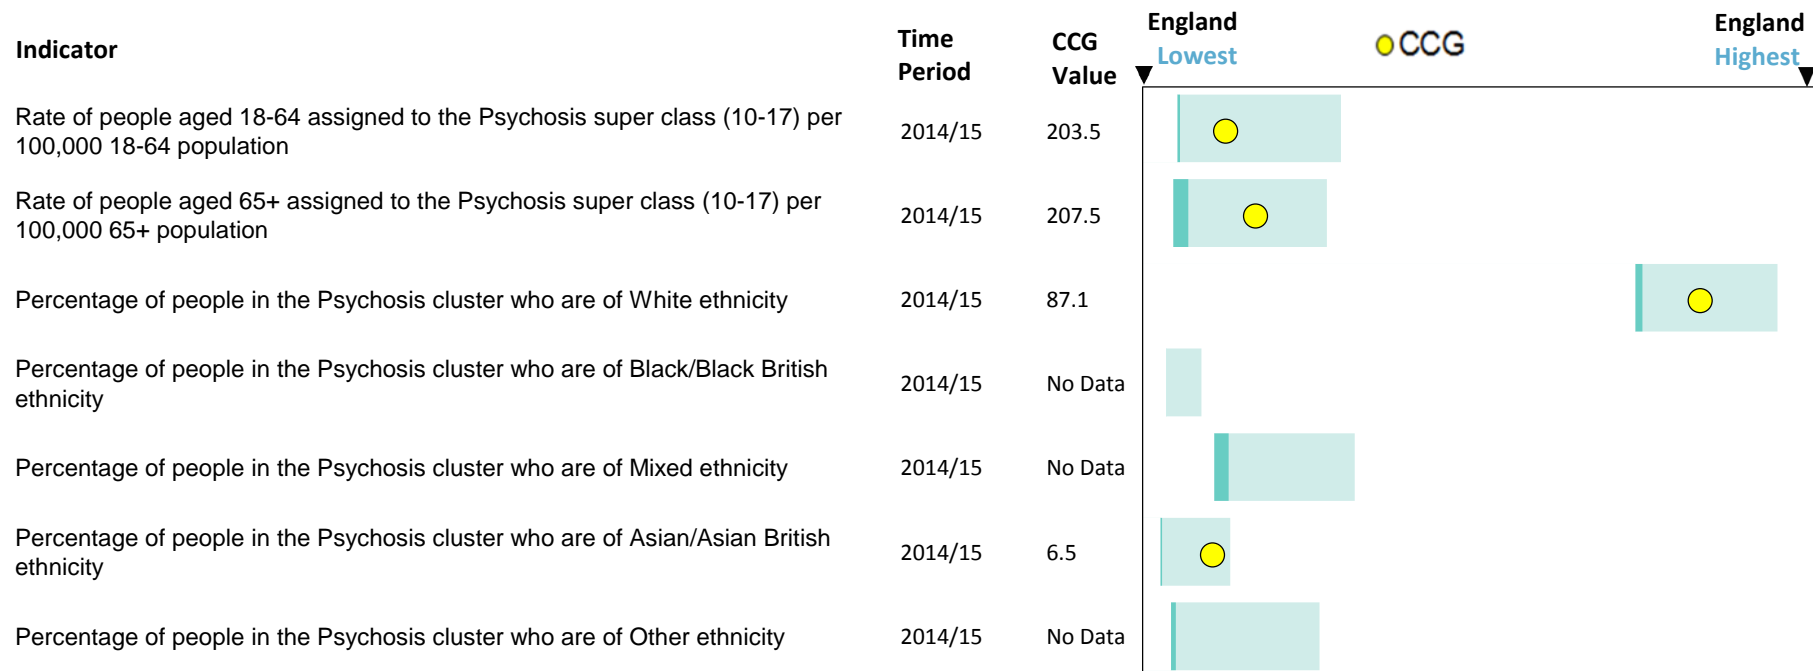 Indicator
Time Period
CCG Value
England Lowest
CCG
England Highest
Rate of people aged 18-64 assigned to the Psychosis super class (10-17) per
100,000 18-64 population
2014/15
203.5
Rate of people aged 65+ assigned to the Psychosis super class (10-17) per
100,000 65+ population
2014/15
207.5
Percentage of people in the Psychosis cluster who are of White ethnicity
2014/15
87.1
Percentage of people in the Psychosis cluster who are of Black/Black British
ethnicity
2014/15
No Data
Percentage of people in the Psychosis cluster who are of Mixed ethnicity
2014/15
No Data
Percentage of people in the Psychosis cluster who are of Asian/Asian British
ethnicity
2014/15
6.5
Percentage of people in the Psychosis cluster who are of Other ethnicity
2014/15
No Data